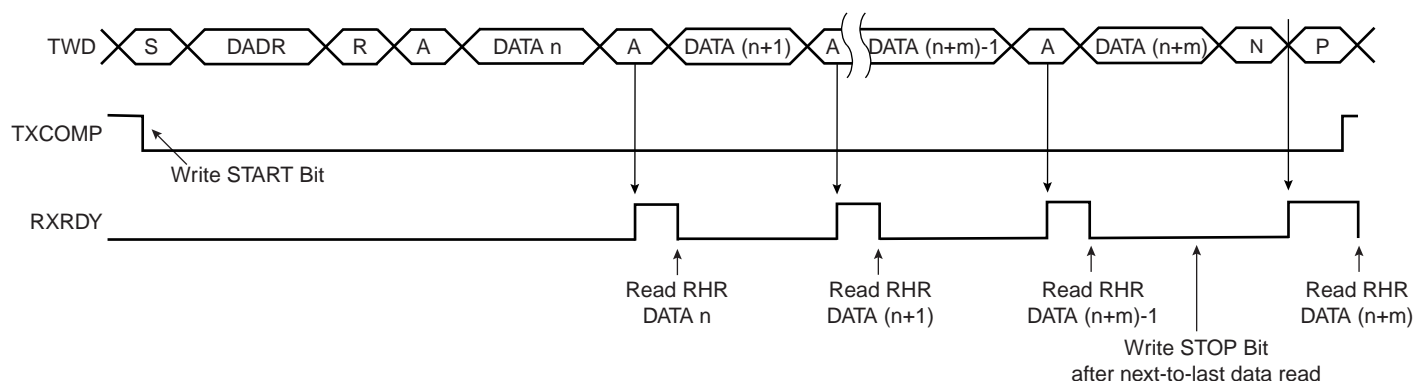 TWD S DADR R A DATA n A DATA (n+1) A DATA (n+m)-1 A DATA (n+m) N P
TXCOMP
Write START Bit
RXRDY
Read RHR
DATA n
Read RHR
DATA (n+1)
Read RHR
DATA (n+m)-1
Read RHR
DATA (n+m)
Write STOP Bit
after next-to-last data read